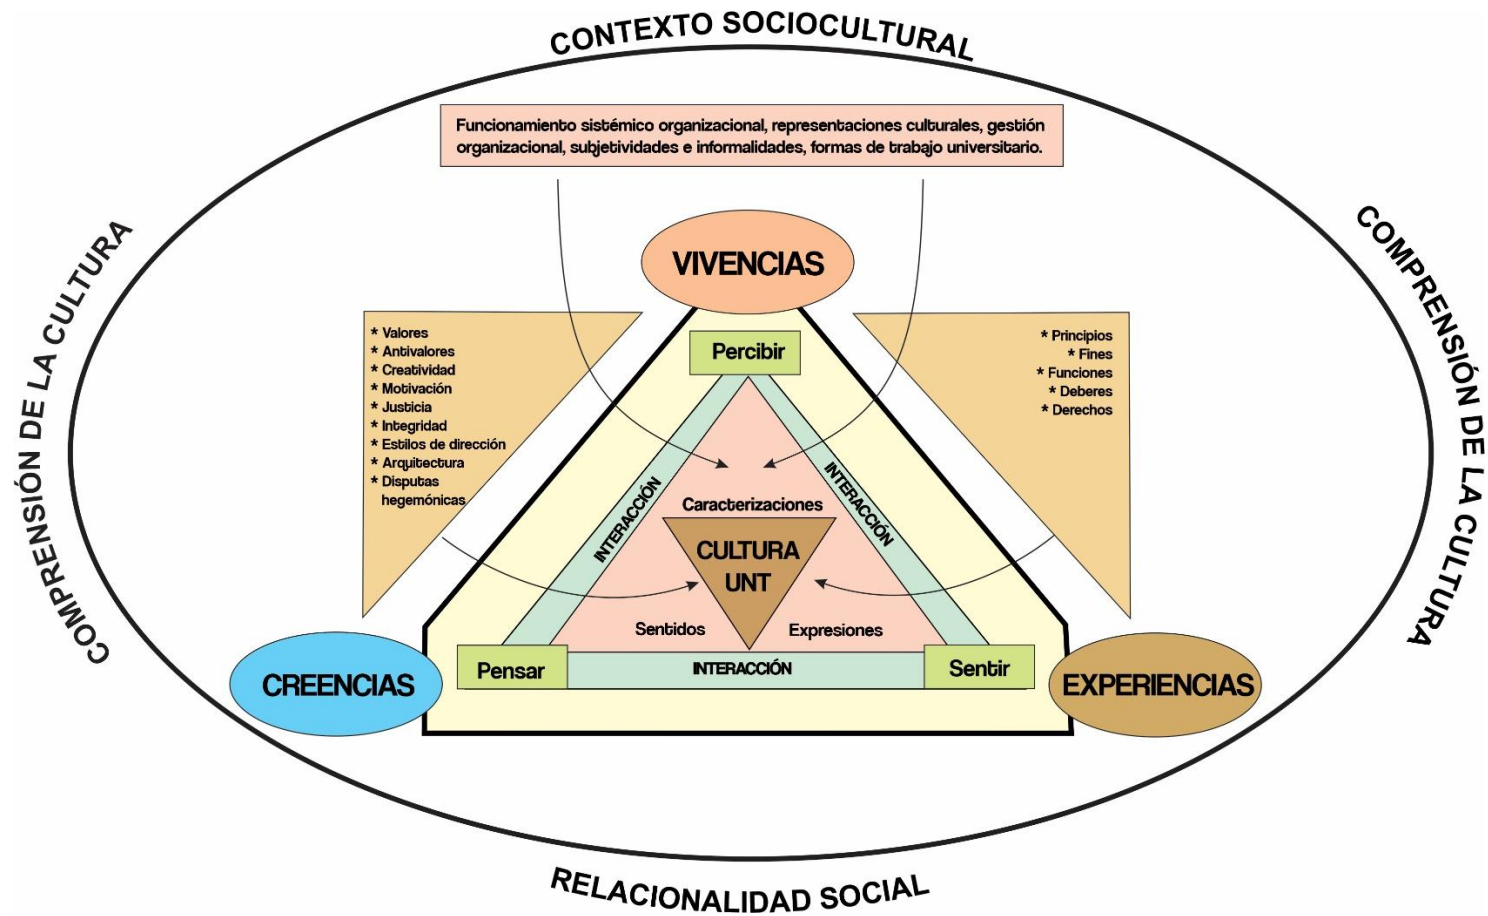 CONTEXTO SOCIOCULTURAL
Funcionamiento sistémico organizacional, representaciones culturales, gestión
organizacional, subjetividades e informalidades, formas de trabajo universitario.
COMPRENSIÓN DE LA CULTURA
COMPRENSIÓN DE LA CULTURA
VIVENCIAS
* Valores
* Antivalores
* Creatividad
* Motivación
* Justicia
* Integridad
* Estilos de dirección
* Arquitectura
* Disputas
hegemónicas
* Principios
* Fines
* Funciones
* Deberes
* Derechos
Percibir
INTERACCIÓN
INTERACCIÓN
Caracterizaciones
CULTURA
UNT
Sentidos
Expresiones
Pensar
INTERACCIÓN
Sentir
CREENCIAS
EXPERIENCIAS
RELACIONALIDAD SOCIAL